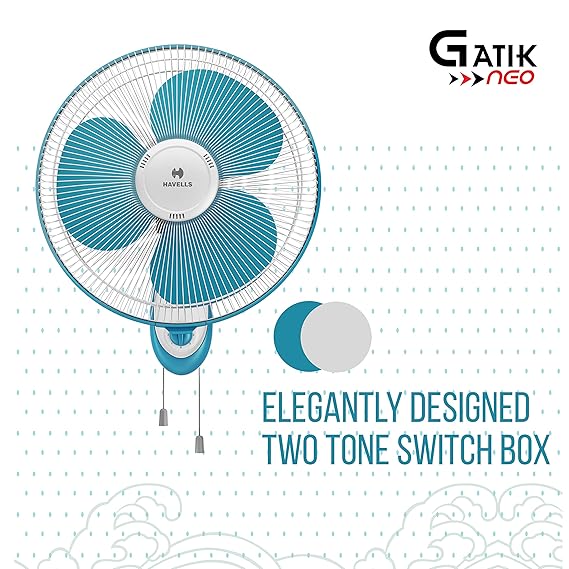 GATIK
NEO
HAVELLS
ELEGANTLY DESIGNED
TWO TONE SWITCH BOX